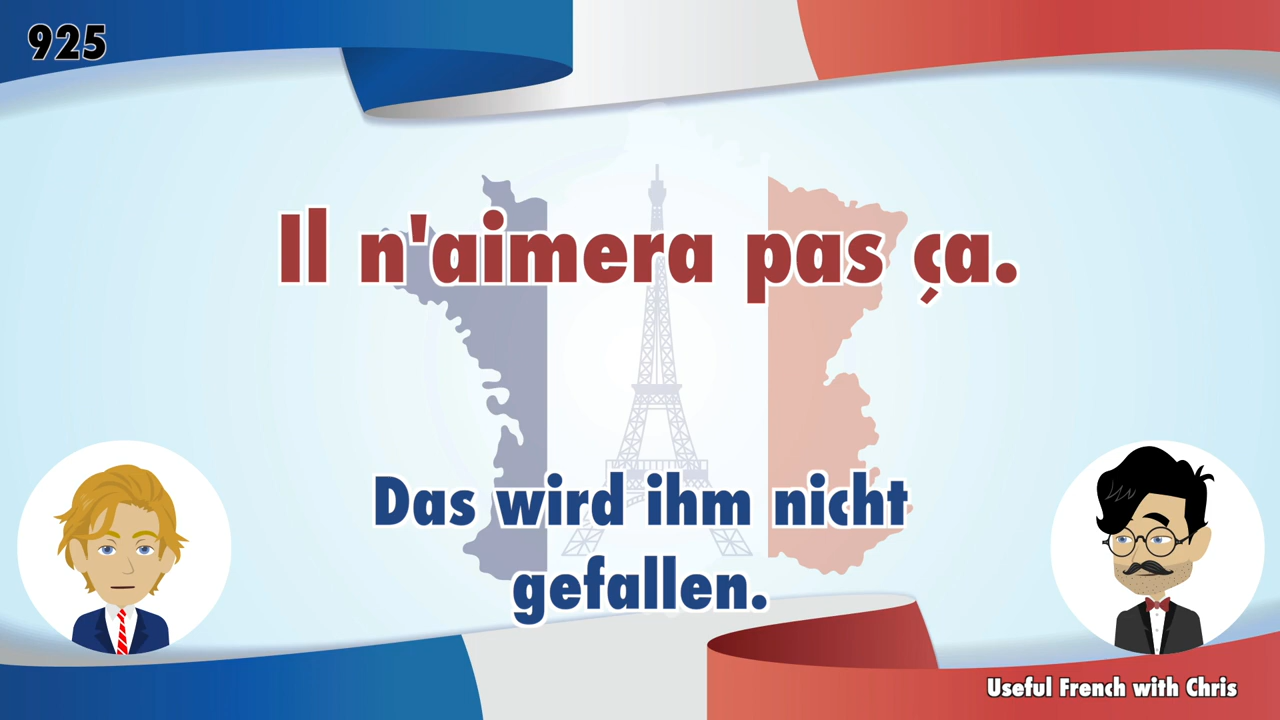 925
Il n'aimera pas ça.
Das wird ihm nicht
gefallen.
Useful French with Chris